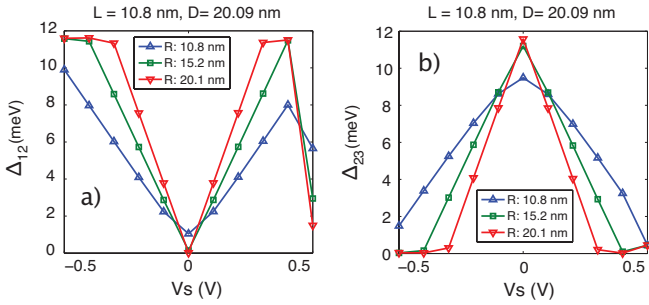 L = 10.8 nm, D= 20.09 nm
12
10
8
6
4
2
0
Δ12 (meV)
R: 10.8 nm
R: 15.2 nm
R: 20.1 nm
a)
−0.5
0
0.5
Vs (V)
L = 10.8 nm, D= 20.09 nm
12
10
8
6
4
2
0
Δ23 (meV)
b)
R: 10.8 nm
R: 15.2 nm
R: 20.1 nm
−0.5
0
0.5
Vs (V)